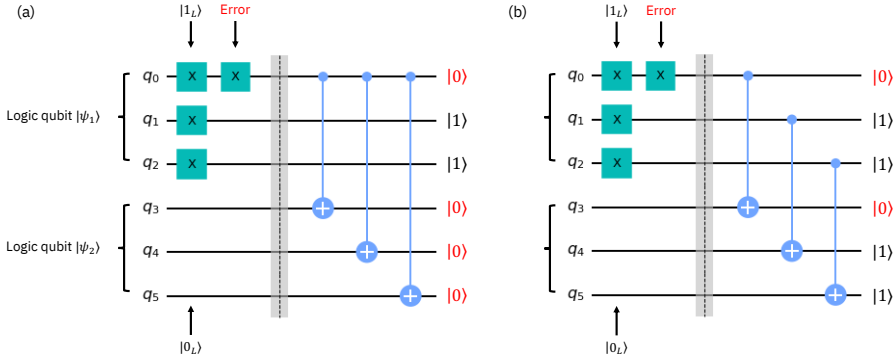 (a)
|1_L⟩ Error
q₀ X X |0⟩
Logic qubit |ψ₁⟩
q₁ X |1⟩
q₂ X |1⟩
q₃ |0⟩
Logic qubit |ψ₂⟩
q₄ |0⟩
q₅ |0⟩
|0_L⟩
(b)
|1_L⟩ Error
q₀ X X |0⟩
q₁ X |1⟩
q₂ X |1⟩
q₃ |0⟩
q₄ |1⟩
q₅ |1⟩
|0_L⟩